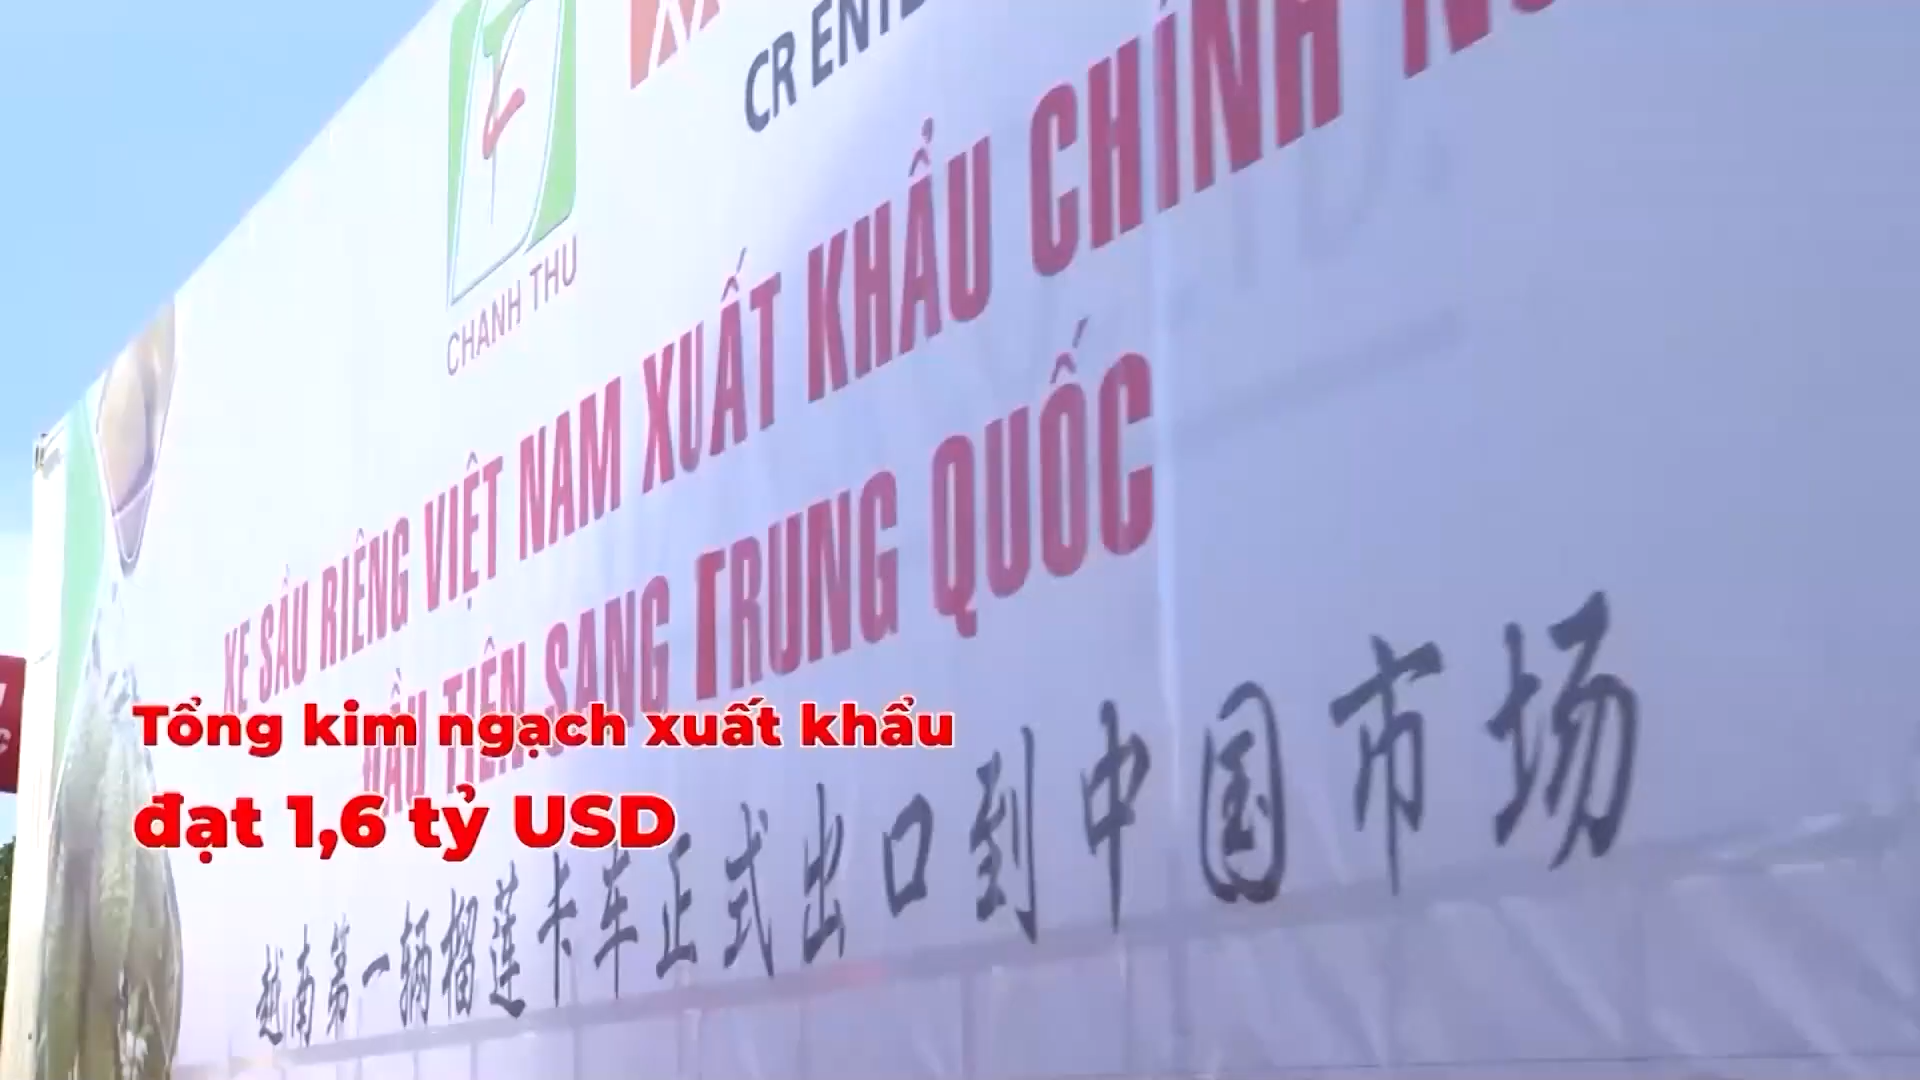 CHANH THU
CR ENTE
XE SẦU RIÊNG VIỆT NAM XUẤT KHẨU CHÍNH
ĐẦU TIÊN SANG TRUNG QUỐC
Tổng kim ngạch xuất khẩu
đạt 1,6 tỷ USD
越南第一辆榴莲卡车正式出口到中国市场